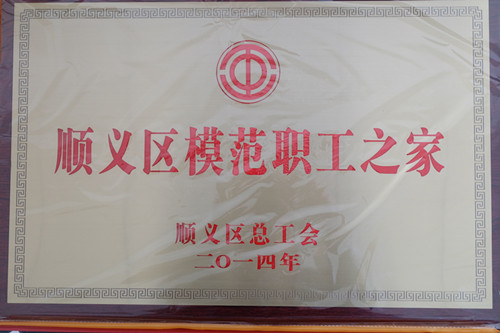 顺义区模范职工之家
顺义区总工会
二〇一四年